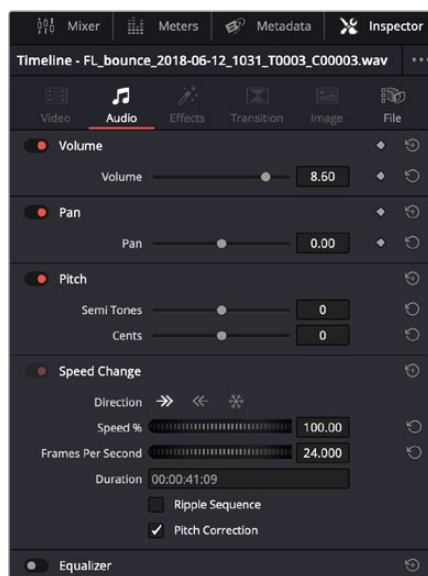 Mixer Meters Metadata Inspector
Timeline - FL_bounce_2018-06-12_1031_T0003_C00003.wav
Video Audio Effects Transition Image File
Volume
Volume 8.60
Pan
Pan 0.00
Pitch
Semi Tones 0
Cents 0
Speed Change
Direction
Speed % 100.00
Frames Per Second 24.000
Duration 00:00:41:09
Ripple Sequence
Pitch Correction
Equalizer